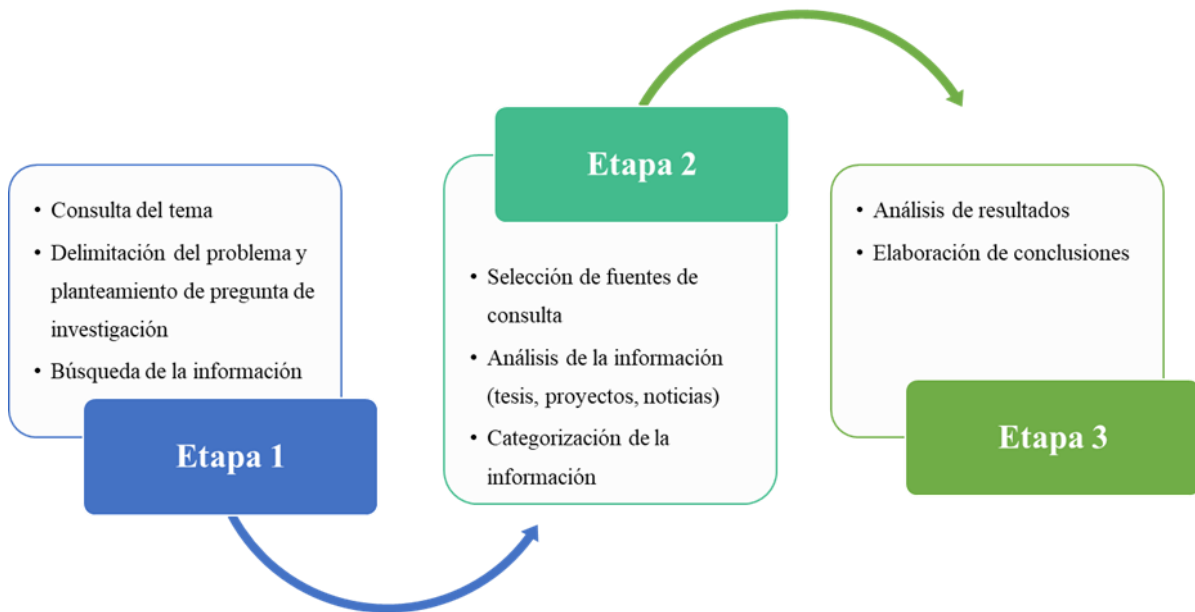 • Consulta del tema
• Delimitación del problema y
planteamiento de pregunta de
investigación
• Búsqueda de la información
Etapa 1
Etapa 2
• Selección de fuentes de
consulta
• Análisis de la información
(tesis, proyectos, noticias)
• Categorización de la
información
• Análisis de resultados
• Elaboración de conclusiones
Etapa 3